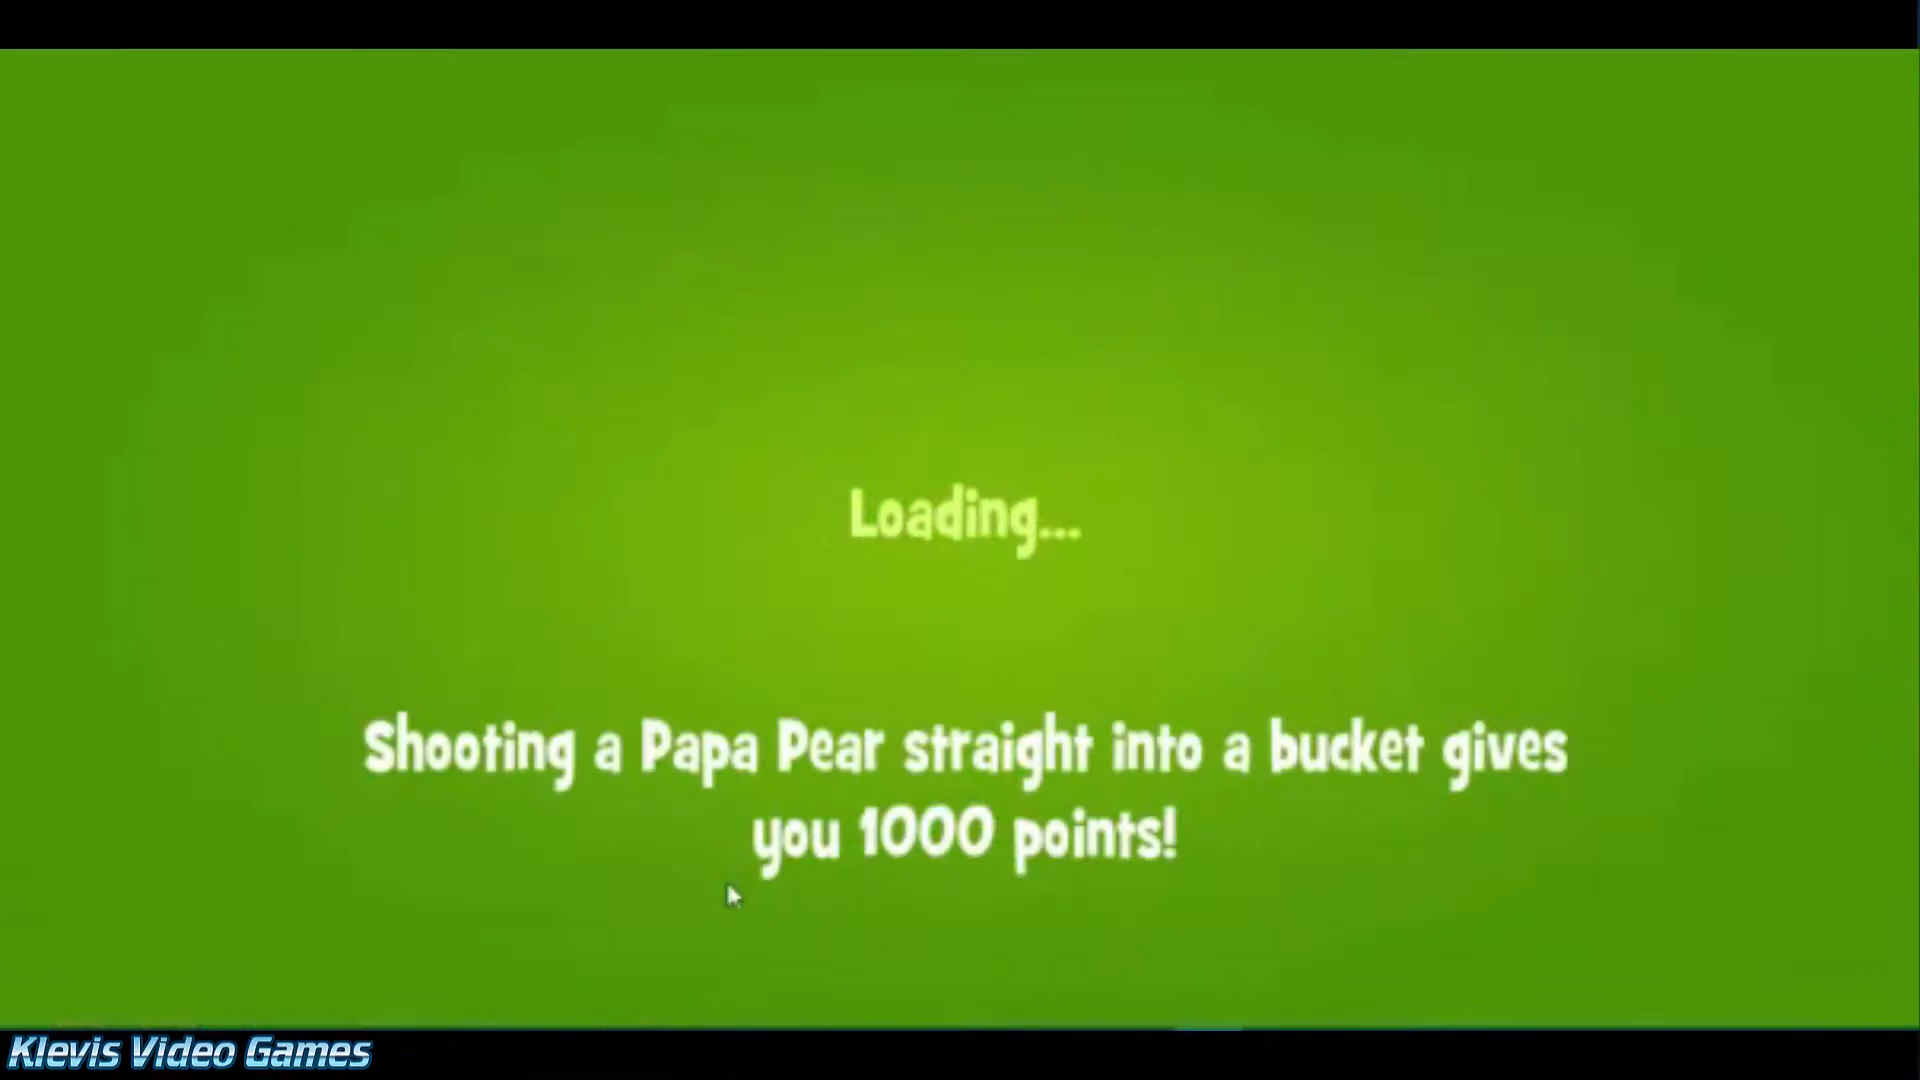 Loading...
Shooting a Papa Pear straight into a bucket gives
you 1000 points!
Klevis Video Games